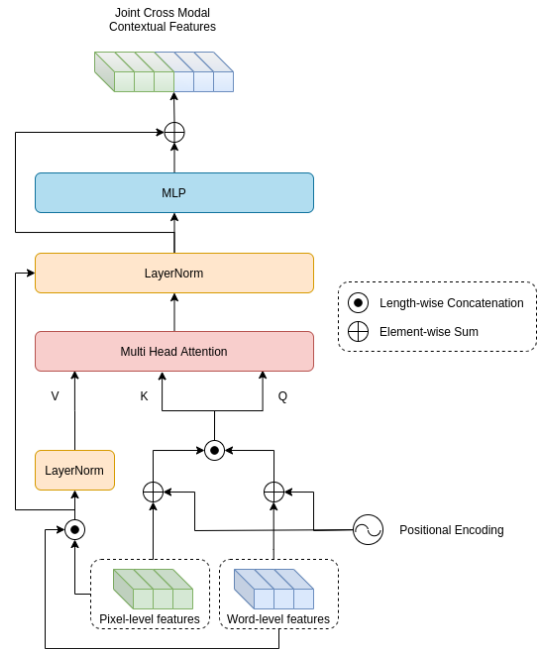 Joint Cross Modal
Contextual Features
MLP
LayerNorm
Length-wise Concatenation
Element-wise Sum
Multi Head Attention
V
K
Q
LayerNorm
Positional Encoding
Pixel-level features
Word-level features